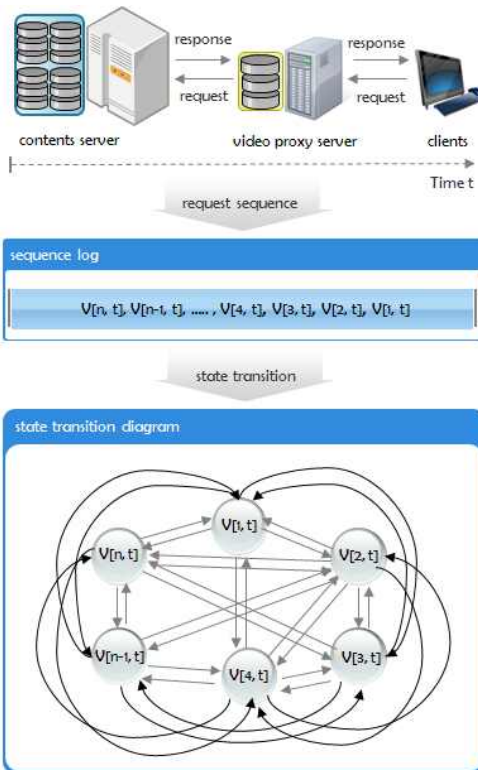 response
response
request
request
contents server
video proxy server
clients
Time t
request sequence
sequence log
V[n, t], V[n-1, t], ..... , V[4, t], V[3, t], V[2, t], V[1, t]
state transition
state transition diagram
V[1, t]
V[n, t]
V[2, t]
V[n-1, t]
V[4, t]
V[3, t]